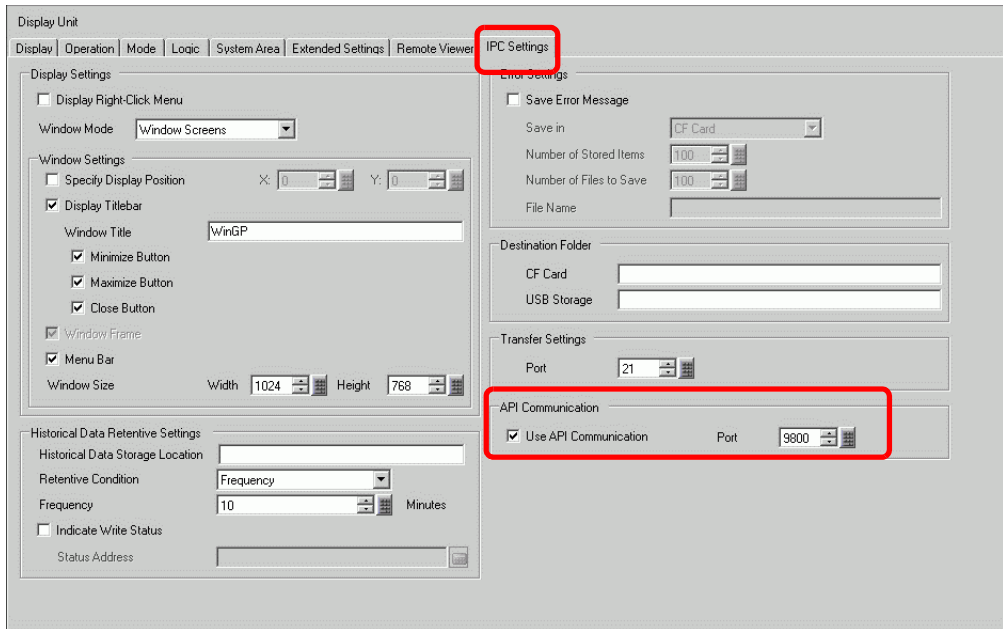 Display Unit
Display Operation Mode Logic System Area Extended Settings Remote Viewer IPC Settings
Display Settings
Display Right-Click Menu
Window Mode Window Screens
Window Settings
Specify Display Position X: 0 Y: 0
Display Titlebar
Window Title WinGP
Minimize Button
Maximize Button
Close Button
Window Frame
Menu Bar
Window Size Width 1024 Height 768
Historical Data Retentive Settings
Historical Data Storage Location
Retentive Condition Frequency
Frequency 10 Minutes
Indicate Write Status
Status Address
Error Settings
Save Error Message
Save in CF Card
Number of Stored Items 100
Number of Files to Save 100
File Name
Destination Folder
CF Card
USB Storage
Transfer Settings
Port 21
API Communication
Use API Communication Port 9800